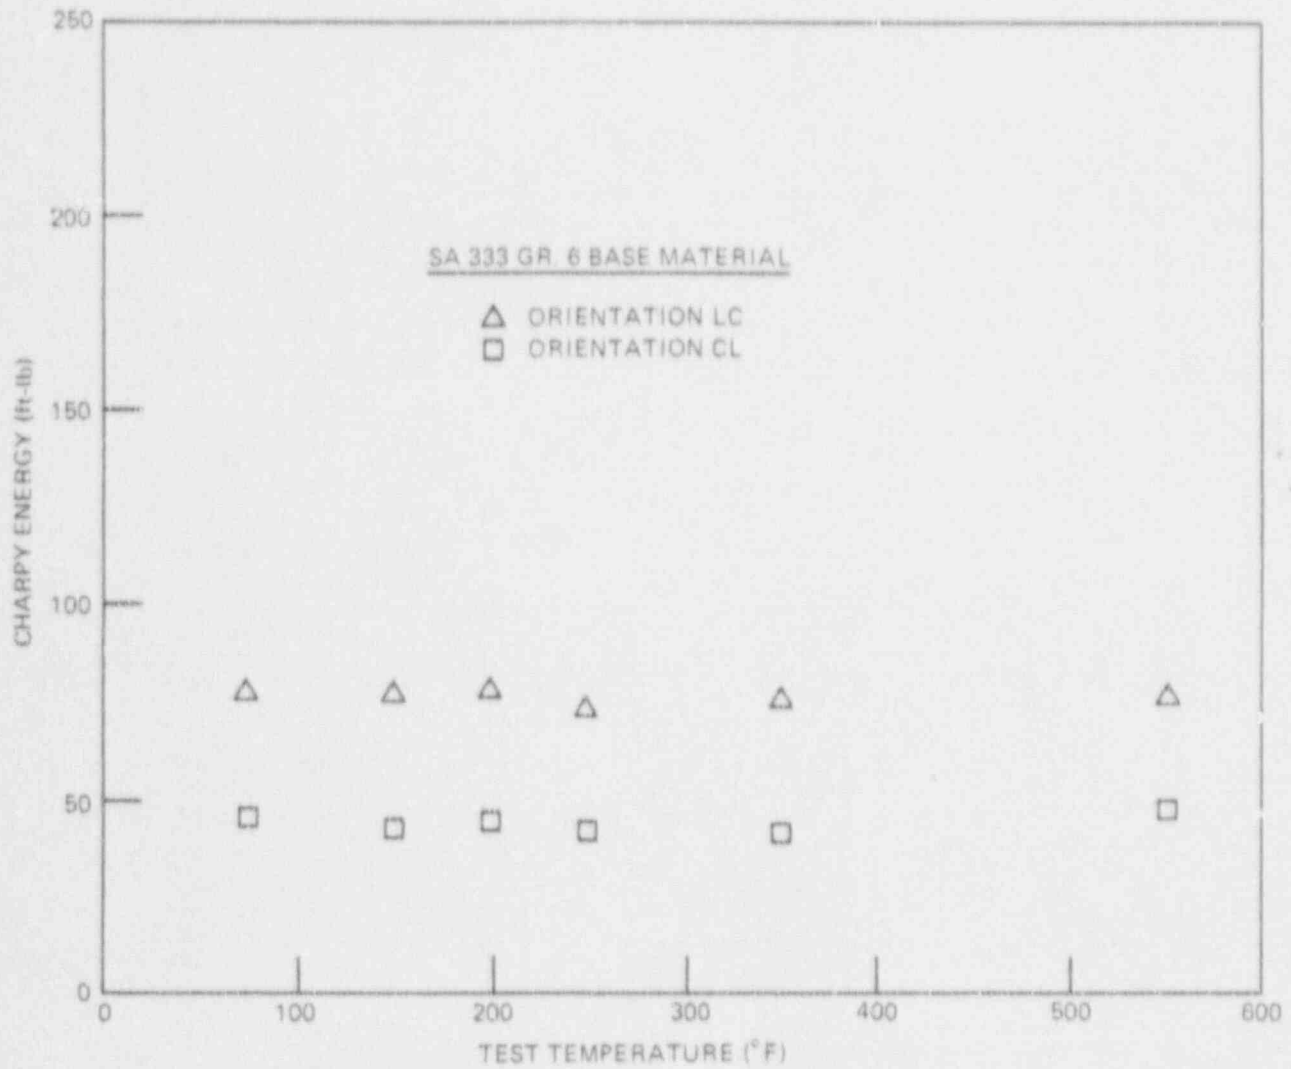 250
200
150
100
50
0
CHARPY ENERGY (ft-lb)
SA 333 GR. 6 BASE MATERIAL
ORIENTATION LC
ORIENTATION CL
0 100 200 300 400 500 600
TEST TEMPERATURE (°F)